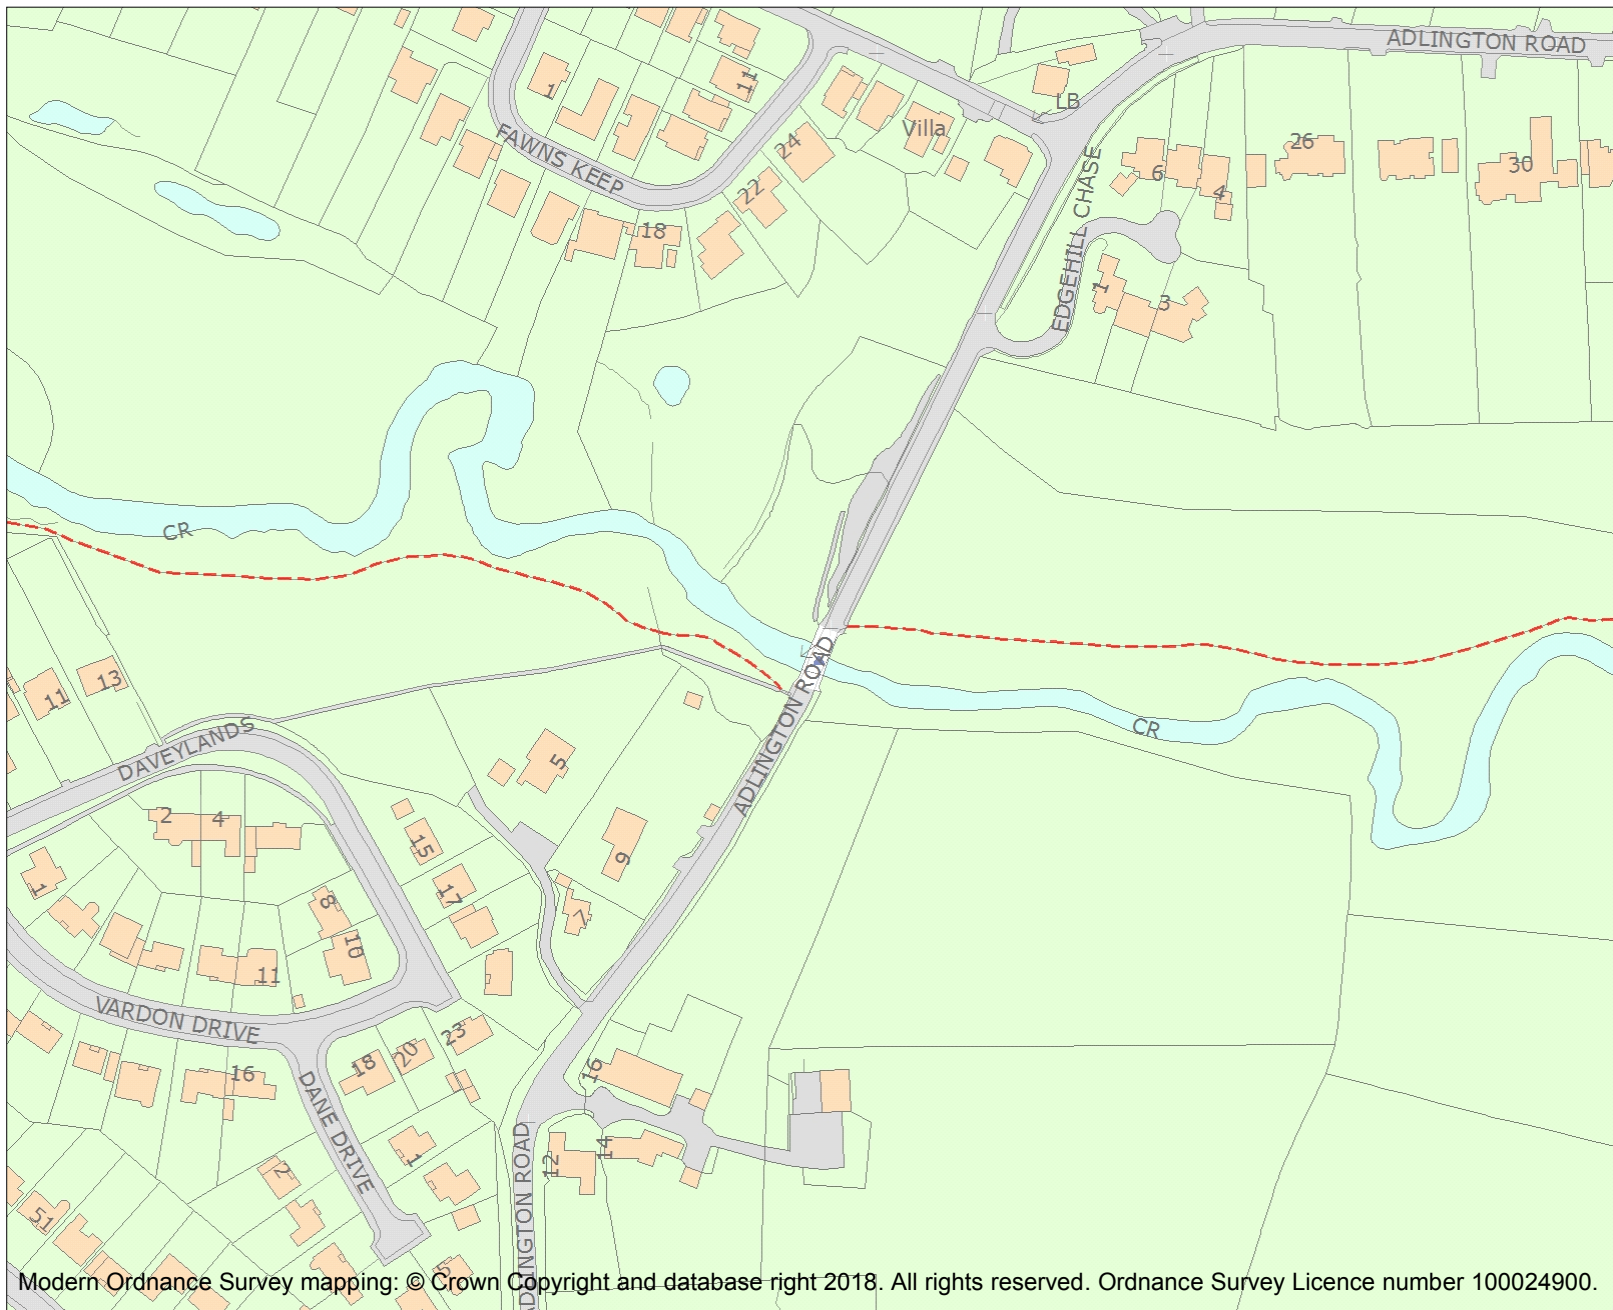 ADLINGTON ROAD
1
11
LB
FAWNS KEEP
24
Villa
22
18
EDGEHILL CHASE
6
4
26
30
1
3
CR
ADLINGTON ROAD
CR
11
13
DAVEYLANDS
5
2
4
15
9
17
7
1
8
10
11
VARDON DRIVE
16
18
20
23
16
DANE DRIVE
ADLINGTON ROAD
12
14
1
2
51
5
Modern Ordnance Survey mapping: © Crown Copyright and database right 2018. All rights reserved. Ordnance Survey Licence number 100024900.